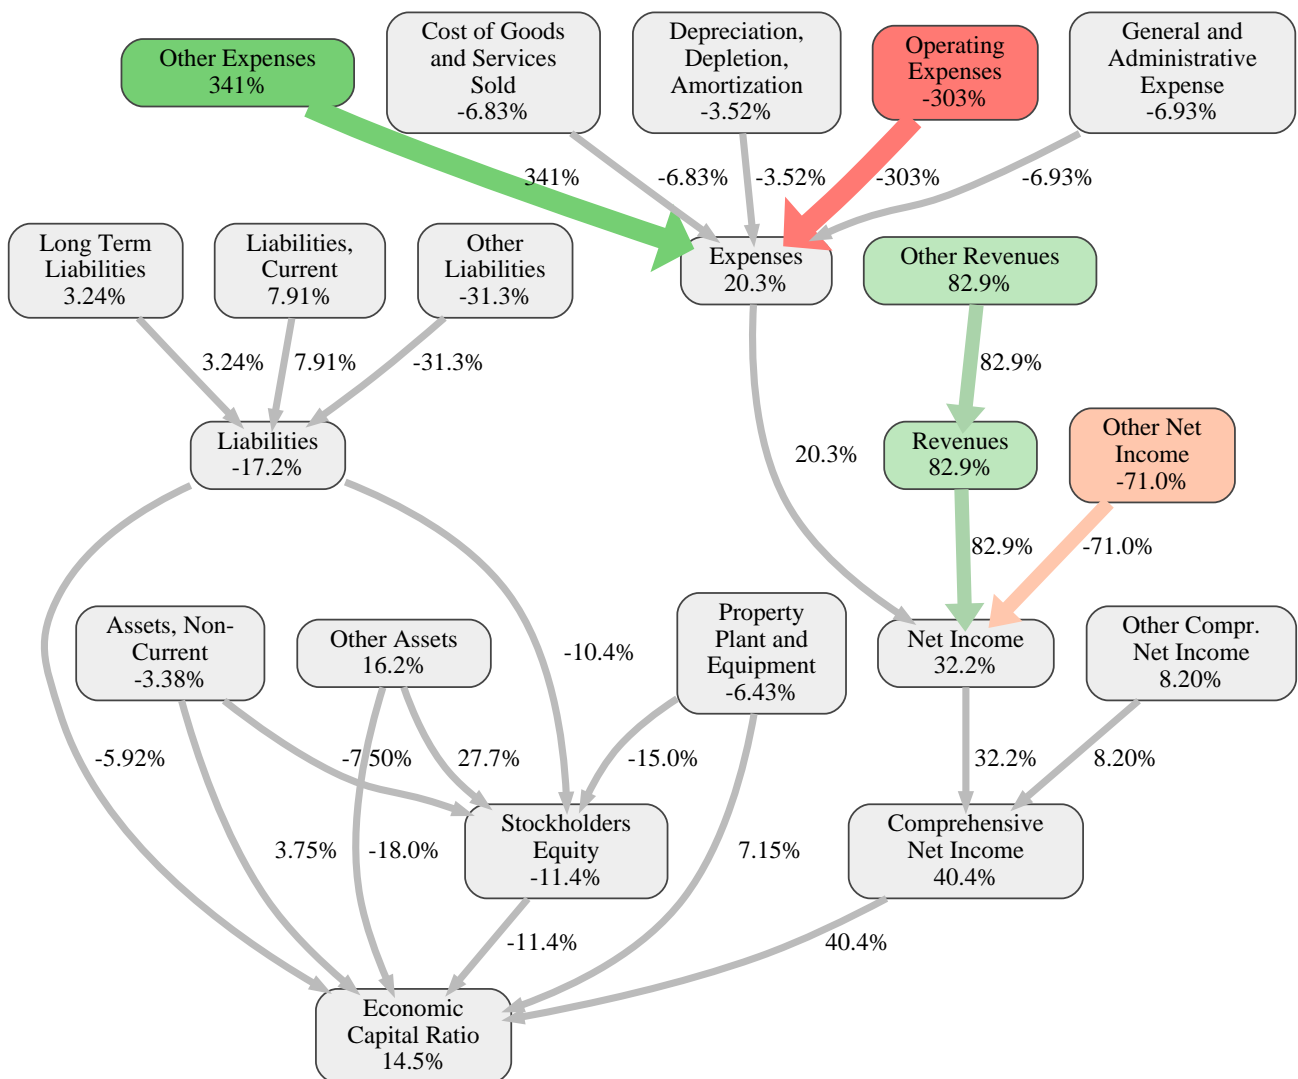 Other Expenses
341%
Cost of Goods
and Services
Sold
-6.83%
Depreciation,
Depletion,
Amortization
-3.52%
Operating
Expenses
-303%
General and
Administrative
Expense
-6.93%
341%
-6.83%
-3.52%
-303%
-6.93%
Long Term
Liabilities
3.24%
Liabilities,
Current
7.91%
Other
Liabilities
-31.3%
Expenses
20.3%
Other Revenues
82.9%
3.24%
7.91%
-31.3%
82.9%
Liabilities
-17.2%
20.3%
Revenues
82.9%
Other Net
Income
-71.0%
82.9%
-71.0%
Assets, Non-
Current
-3.38%
Other Assets
16.2%
-10.4%
Property
Plant and
Equipment
-6.43%
Net Income
32.2%
Other Compr.
Net Income
8.20%
-5.92%
-7.50%
27.7%
-15.0%
32.2%
8.20%
Stockholders
Equity
-11.4%
Comprehensive
Net Income
40.4%
3.75%
-18.0%
7.15%
-11.4%
40.4%
Economic
Capital Ratio
14.5%